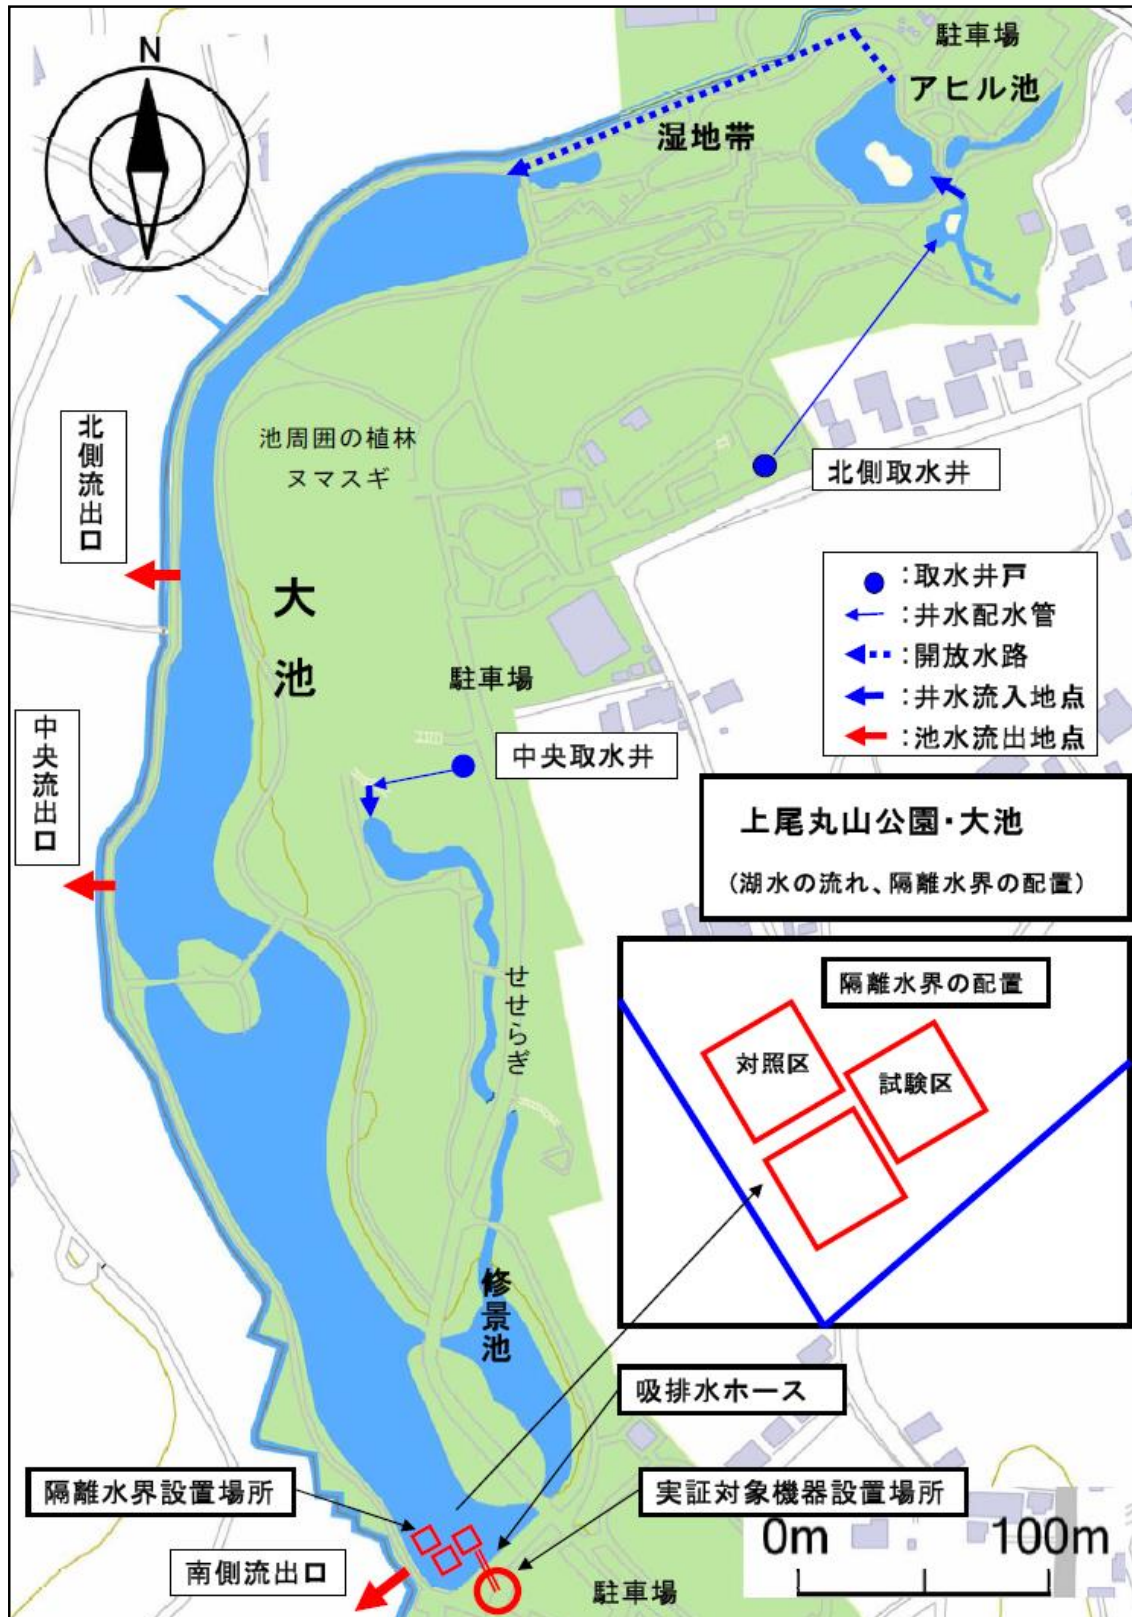 N
駐車場
アヒル池
湿地帯
池周囲の植林
ヌマスギ
北側流出口
北側取水井
大池
:取水井戸
:井水配水管
:開放水路
:井水流入地点
:池水流出地点
駐車場
中央流出口
中央取水井
上尾丸山公園・大池
(湖水の流れ、隔離水界の配置)
せせらぎ
隔離水界の配置
対照区
試験区
修景池
吸排水ホース
隔離水界設置場所
実証対象機器設置場所
0m 100m
南側流出口
駐車場